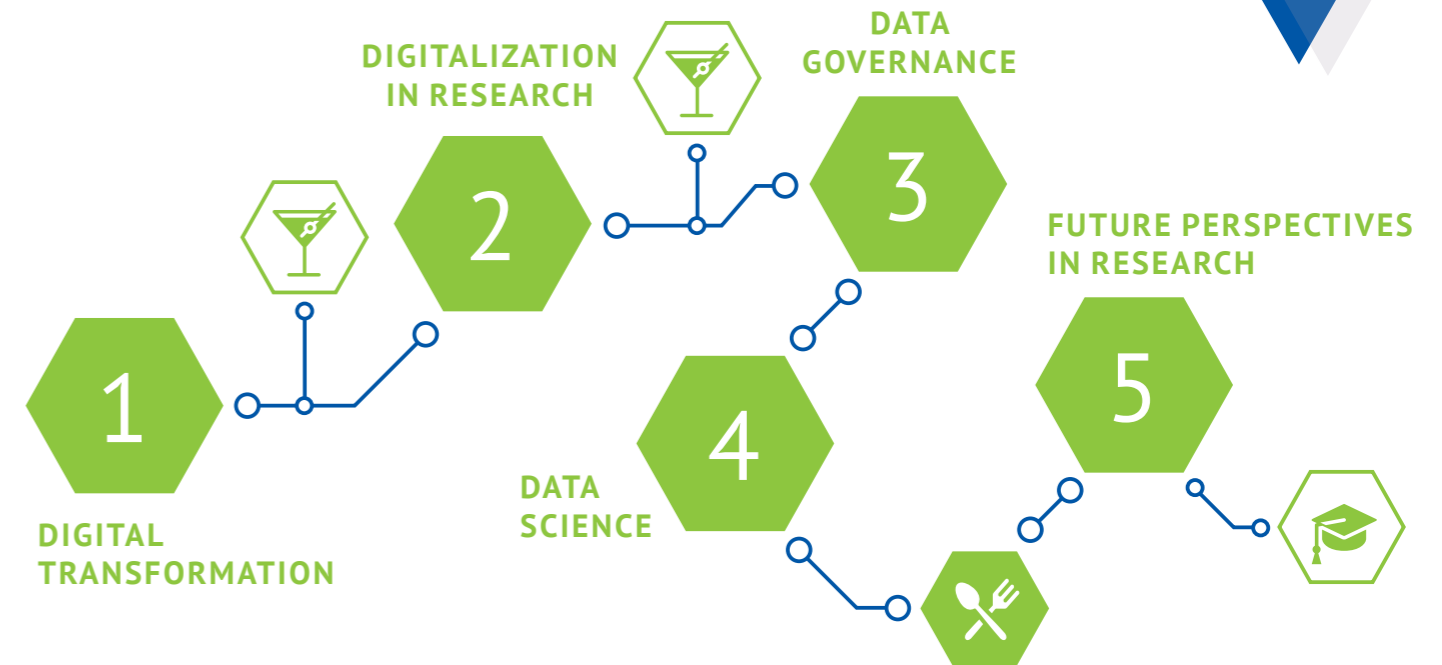 1
DIGITAL
TRANSFORMATION
2
DIGITALIZATION
IN RESEARCH
3
DATA
GOVERNANCE
4
DATA
SCIENCE
5
FUTURE PERSPECTIVES
IN RESEARCH